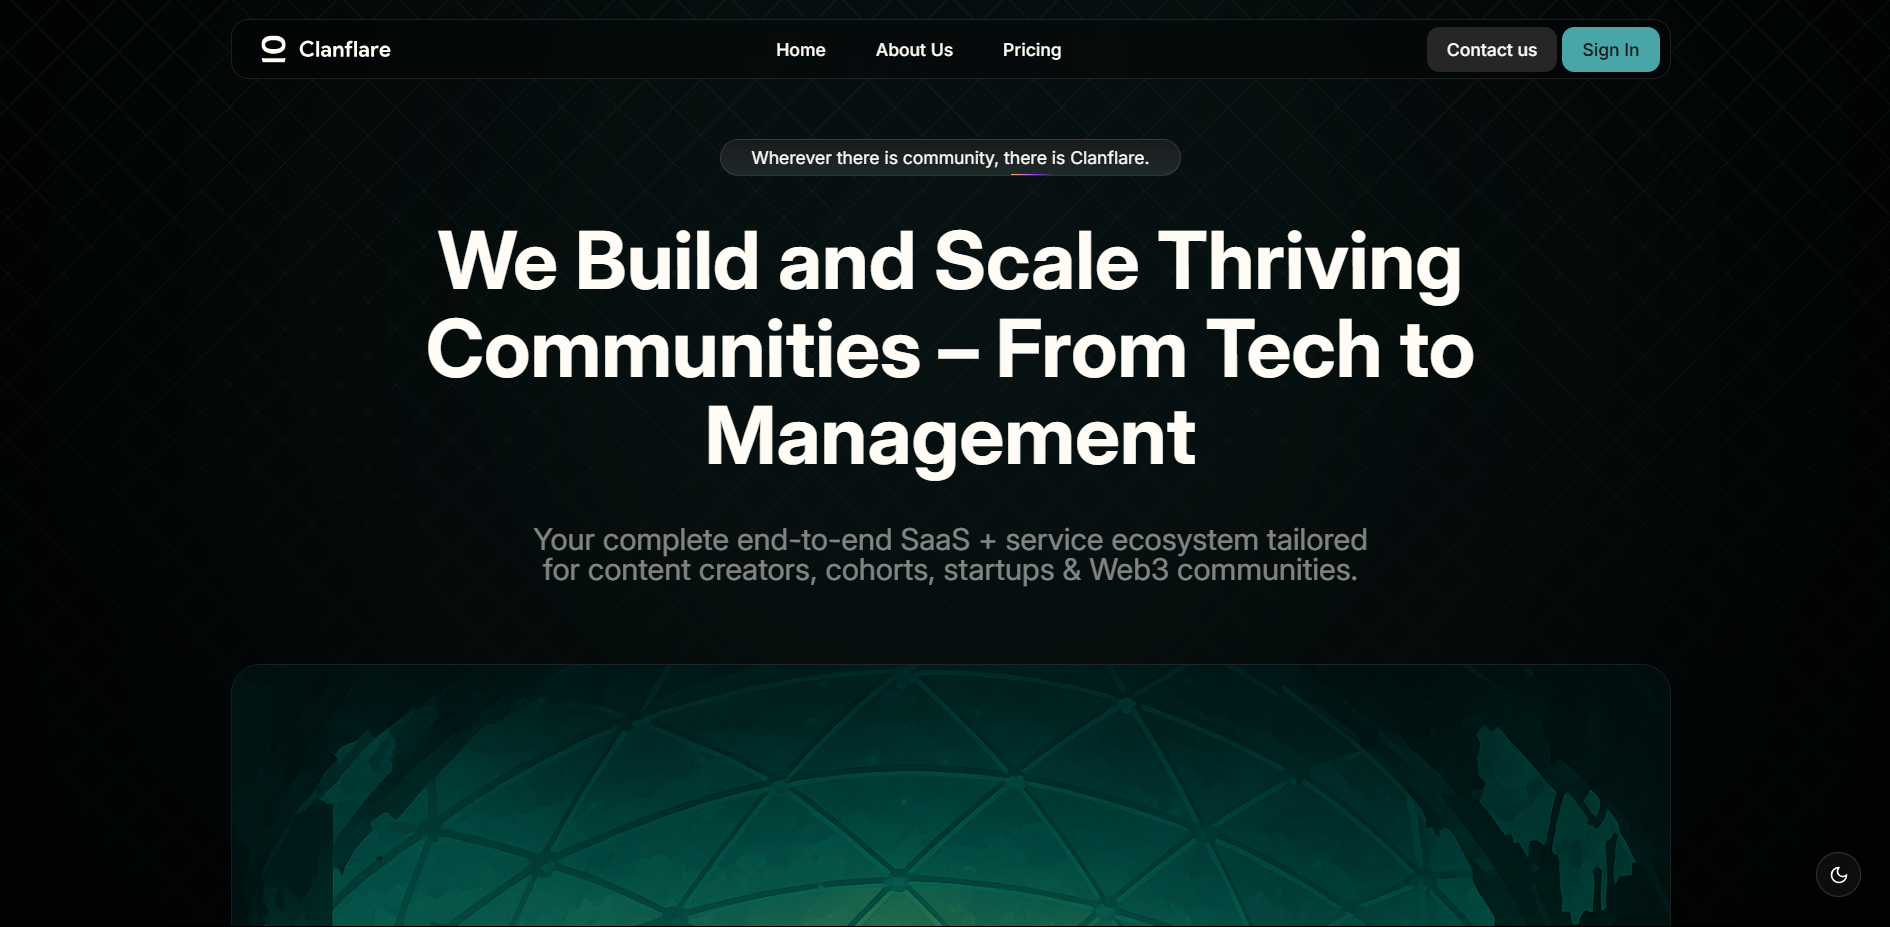 Clanflare
Home
About Us
Pricing
Contact us
Sign In
Wherever there is community, there is Clanflare.
We Build and Scale Thriving
Communities – From Tech to
Management
Your complete end-to-end SaaS + service ecosystem tailored
for content creators, cohorts, startups & Web3 communities.